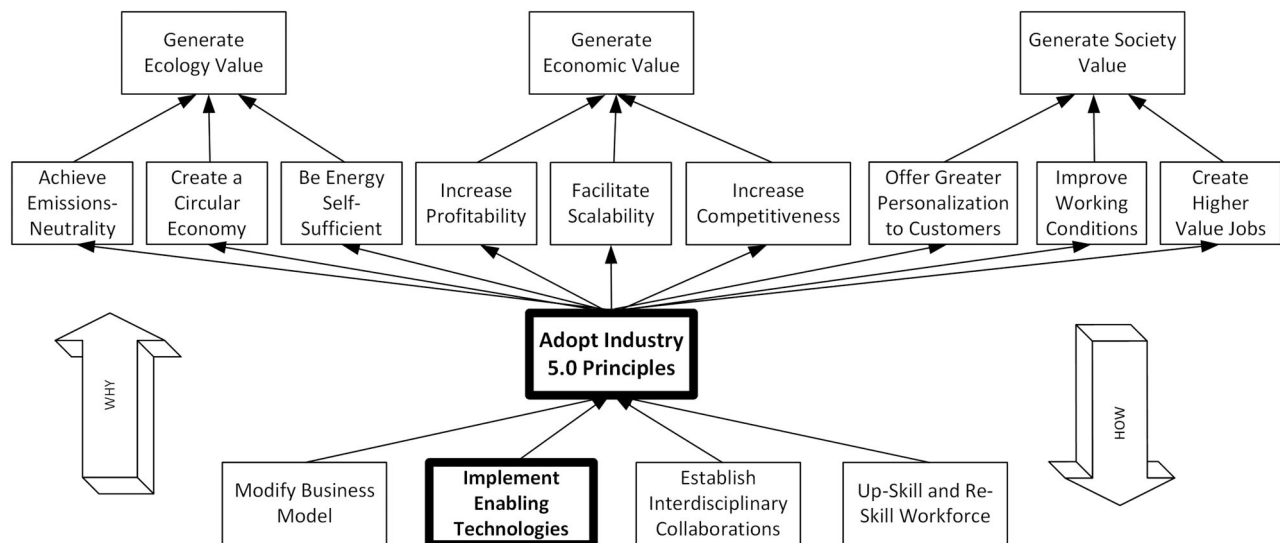 Generate
Ecology Value
Generate
Economic Value
Generate Society
Value
Achieve
Emissions-
Neutrality
Create a
Circular
Economy
Be Energy
Self-
Sufficient
Increase
Profitability
Facilitate
Scalability
Increase
Competitiveness
Offer Greater
Personalization
to Customers
Improve
Working
Conditions
Create
Higher
Value Jobs
WHY
Adopt Industry
5.0 Principles
HOW
Modify Business
Model
Implement
Enabling
Technologies
Establish
Interdisciplinary
Collaborations
Up-Skill and Re-
Skill Workforce